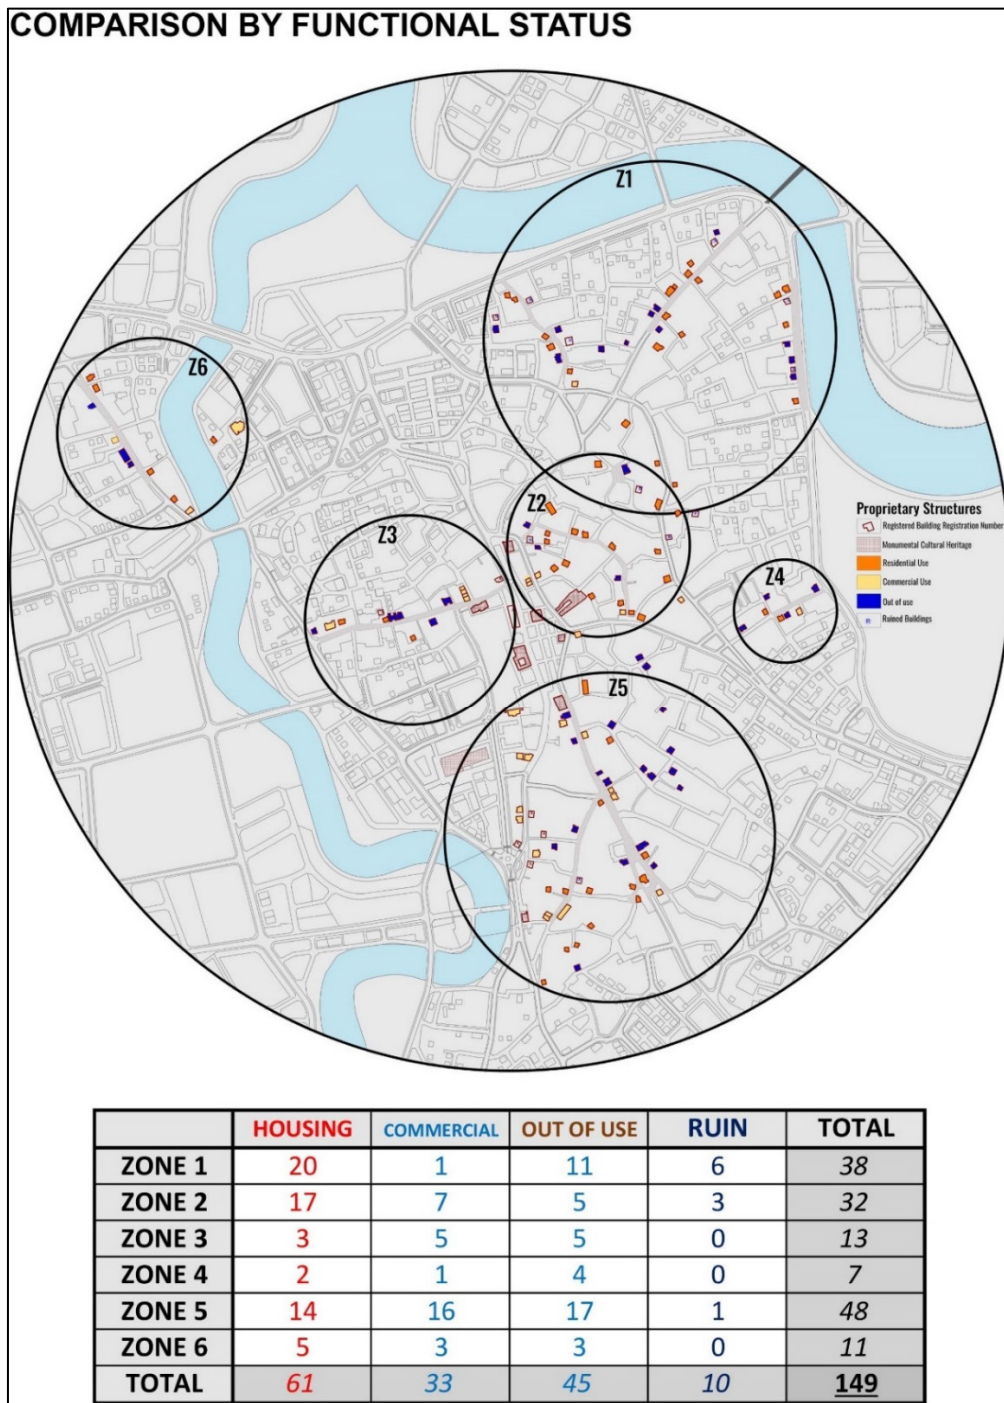 COMPARISON BY FUNCTIONAL STATUS
Z1
Z6
Z2
Z3
Z4
Z5
Proprietary Structures
Registered Building Registration Number
Monumental Cultural Heritage
Residential Use
Commercial Use
Out of use
Ruined Buildings
HOUSING COMMERCIAL OUT OF USE RUIN TOTAL
ZONE 1 20 1 11 6 38
ZONE 2 17 7 5 3 32
ZONE 3 3 5 5 0 13
ZONE 4 2 1 4 0 7
ZONE 5 14 16 17 1 48
ZONE 6 5 3 3 0 11
TOTAL 61 33 45 10 149